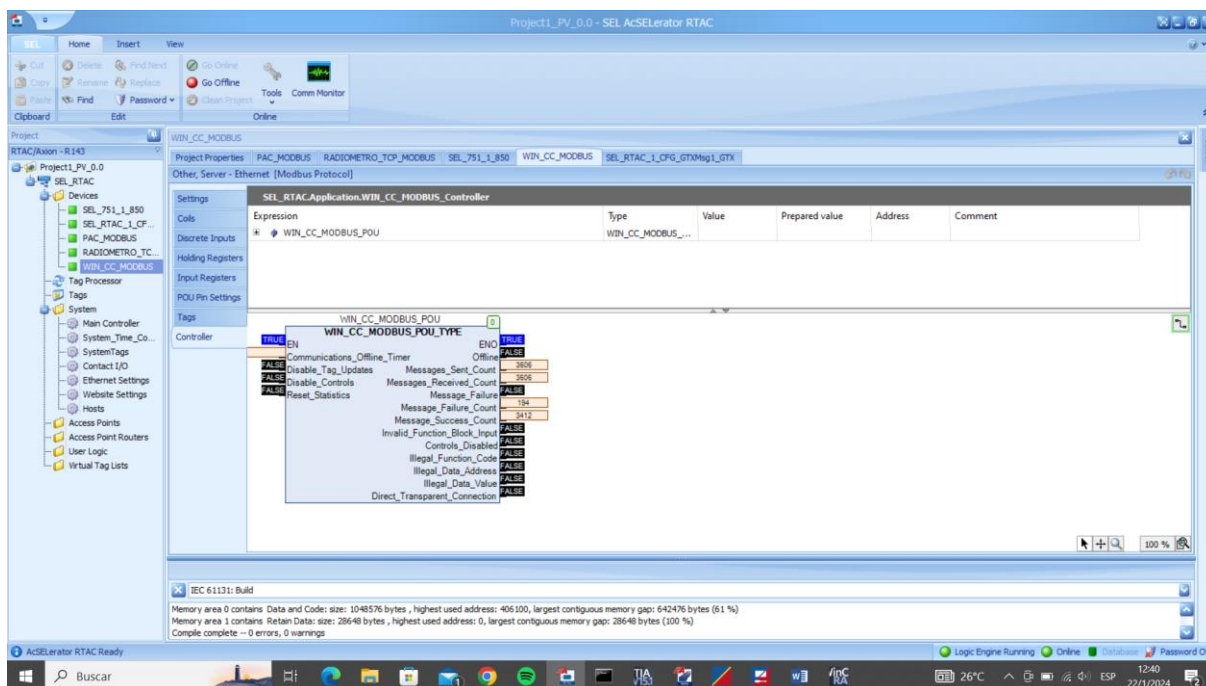 Project1_PV_0.0 - SEL AcSELerator RTAC
SEL Home Insert View
Cut Delete Find Next Go Online
Copy Rename Replace Go Offline Tools Comm Monitor
Paste Find Password Clean Project
Clipboard Edit Online
Project
RTAC/Axion - R143
Project1_PV_0.0
SEL_RTAC
Devices
SEL_751_1_850
SEL_RTAC_1_CF...
PAC_MODBUS
RADIOMETRO_TC...
WIN_CC_MODBUS
Tag Processor
Tags
System
Main Controller
System_Time_Co...
SystemTags
Contact I/O
Ethernet Settings
Website Settings
Hosts
Access Points
Access Point Routers
User Logic
Virtual Tag Lists
WIN_CC_MODBUS
Project Properties PAC_MODBUS RADIOMETRO_TCP_MODBUS SEL_751_1_850 WIN_CC_MODBUS SEL_RTAC_1_CFG_GTXMsg1_GTX
Other, Server - Ethernet [Modbus Protocol]
Settings
Coils
Discrete Inputs
Holding Registers
Input Registers
POU Pin Settings
Tags
Controller
SEL_RTAC.Application.WIN_CC_MODBUS_Controller
Expression Type Value Prepared value Address Comment
WIN_CC_MODBUS_POU WIN_CC_MODBUS_...
WIN_CC_MODBUS_POU 0
WIN_CC_MODBUS_POU_TYPE
TRUE EN ENO TRUE
Communications_Offline_Timer Offline FALSE
FALSE Disable_Tag_Updates Messages_Sent_Count 3606
FALSE Disable_Controls Messages_Received_Count 3606
FALSE Reset_Statistics Message_Failure FALSE
Message_Failure_Count 194
Message_Success_Count 3412
Invalid_Function_Block_Input FALSE
Controls_Disabled FALSE
Illegal_Function_Code FALSE
Illegal_Data_Address FALSE
Illegal_Data_Value FALSE
Direct_Transparent_Connection FALSE
100 %
IEC 61131: Build
Memory area 0 contains Data and Code: size: 1048576 bytes , highest used address: 406100, largest contiguous memory gap: 642476 bytes (61 %)
Memory area 1 contains Retain Data: size: 28648 bytes , highest used address: 0, largest contiguous memory gap: 28648 bytes (100 %)
Compile complete -- 0 errors, 0 warnings
AcSELerator RTAC Ready Logic Engine Running Online Database Password O
Buscar 26°C ESP 12:40
22/1/2024